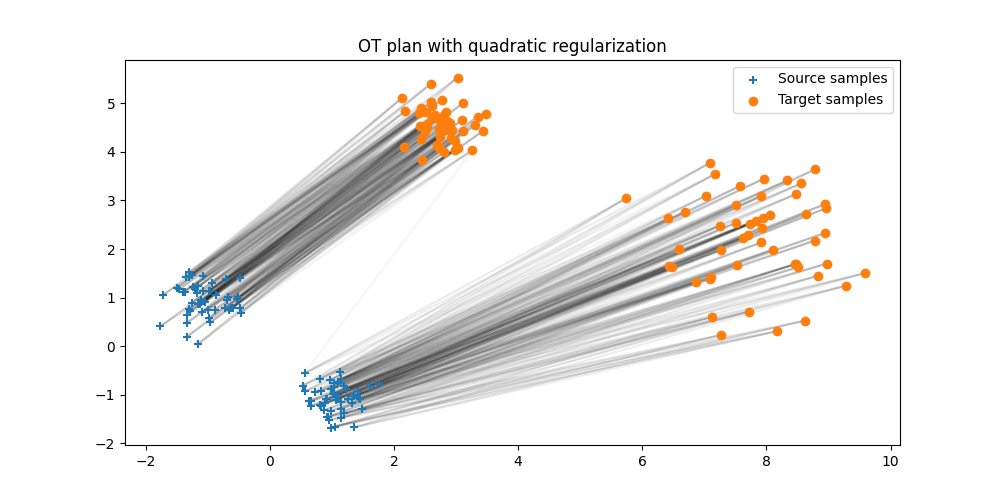 OT plan with quadratic regularization
Source samples
Target samples
5
4
3
2
1
0
−1
−2
−2 0 2 4 6 8 10